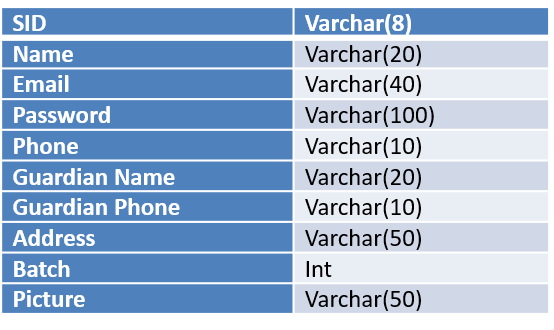 SID Varchar(8)
Name Varchar(20)
Email Varchar(40)
Password Varchar(100)
Phone Varchar(10)
Guardian Name Varchar(20)
Guardian Phone Varchar(10)
Address Varchar(50)
Batch Int
Picture Varchar(50)